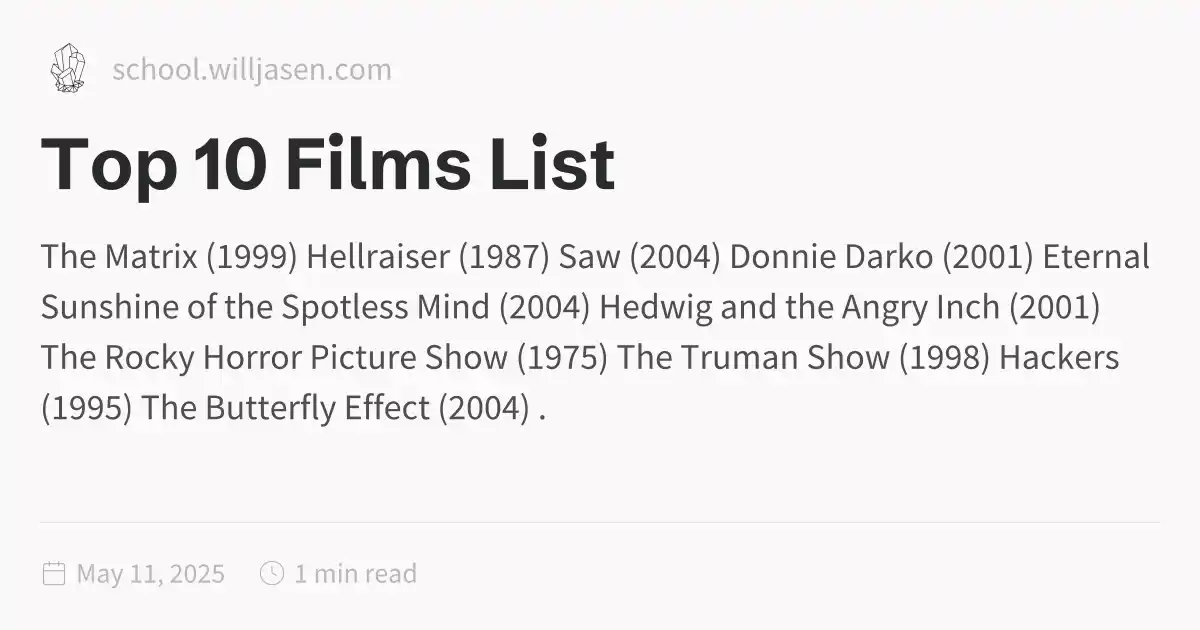 school.willjasen.com
Top 10 Films List
The Matrix (1999) Hellraiser (1987) Saw (2004) Donnie Darko (2001) Eternal
Sunshine of the Spotless Mind (2004) Hedwig and the Angry Inch (2001)
The Rocky Horror Picture Show (1975) The Truman Show (1998) Hackers
(1995) The Butterfly Effect (2004) .
May 11, 2025 1 min read